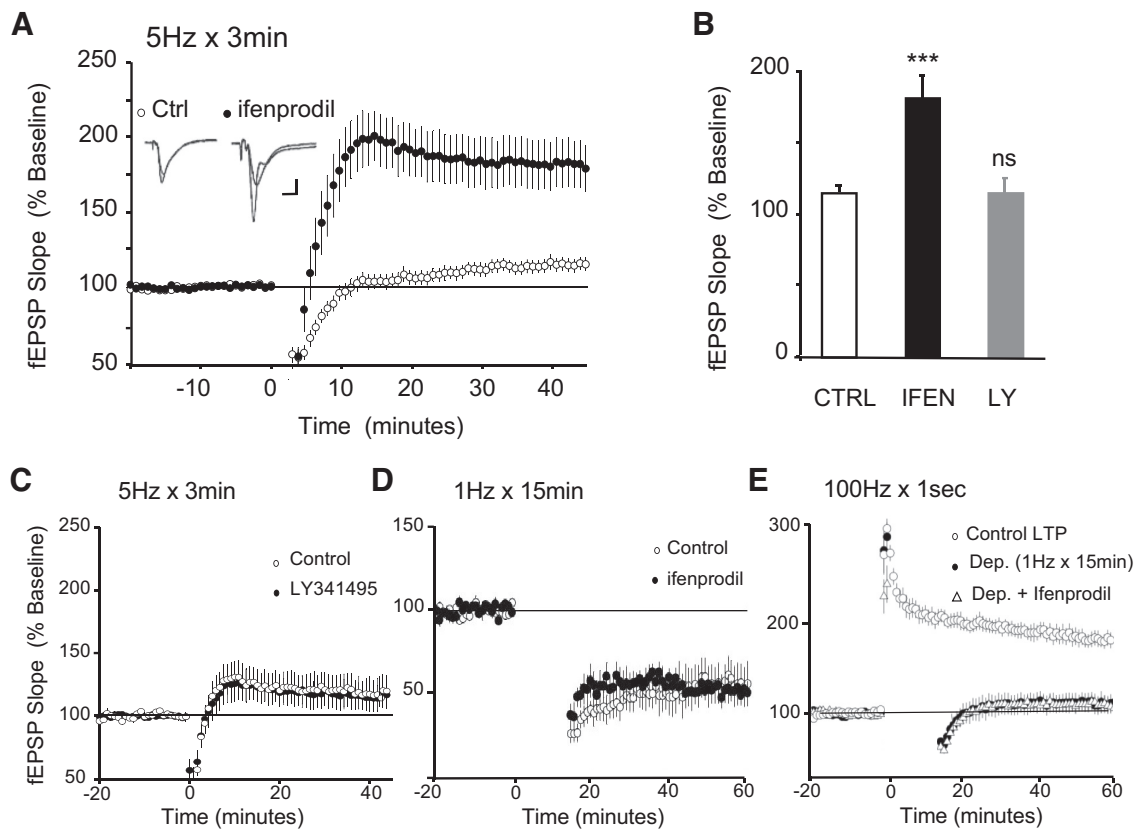 A
5Hz x 3min
250
200
150
100
50
Ctrl
ifenprodil
fEPSP Slope (% Baseline)
-10
0
10
20
30
40
Time (minutes)
B
200
100
0
***
ns
fEPSP Slope (% Baseline)
CTRL IFEN LY
C
5Hz x 3min
250
200
150
100
50
Control
LY341495
fEPSP Slope (% Baseline)
-20 0 20 40
Time (minutes)
D
1Hz x 15min
150
100
50
Control
ifenprodil
-20 0 20 40 60
Time (minutes)
E
100Hz x 1sec
300
200
100
Control LTP
Dep. (1Hz x 15min)
Dep. + Ifenprodil
-20 0 20 40 60
Time (minutes)